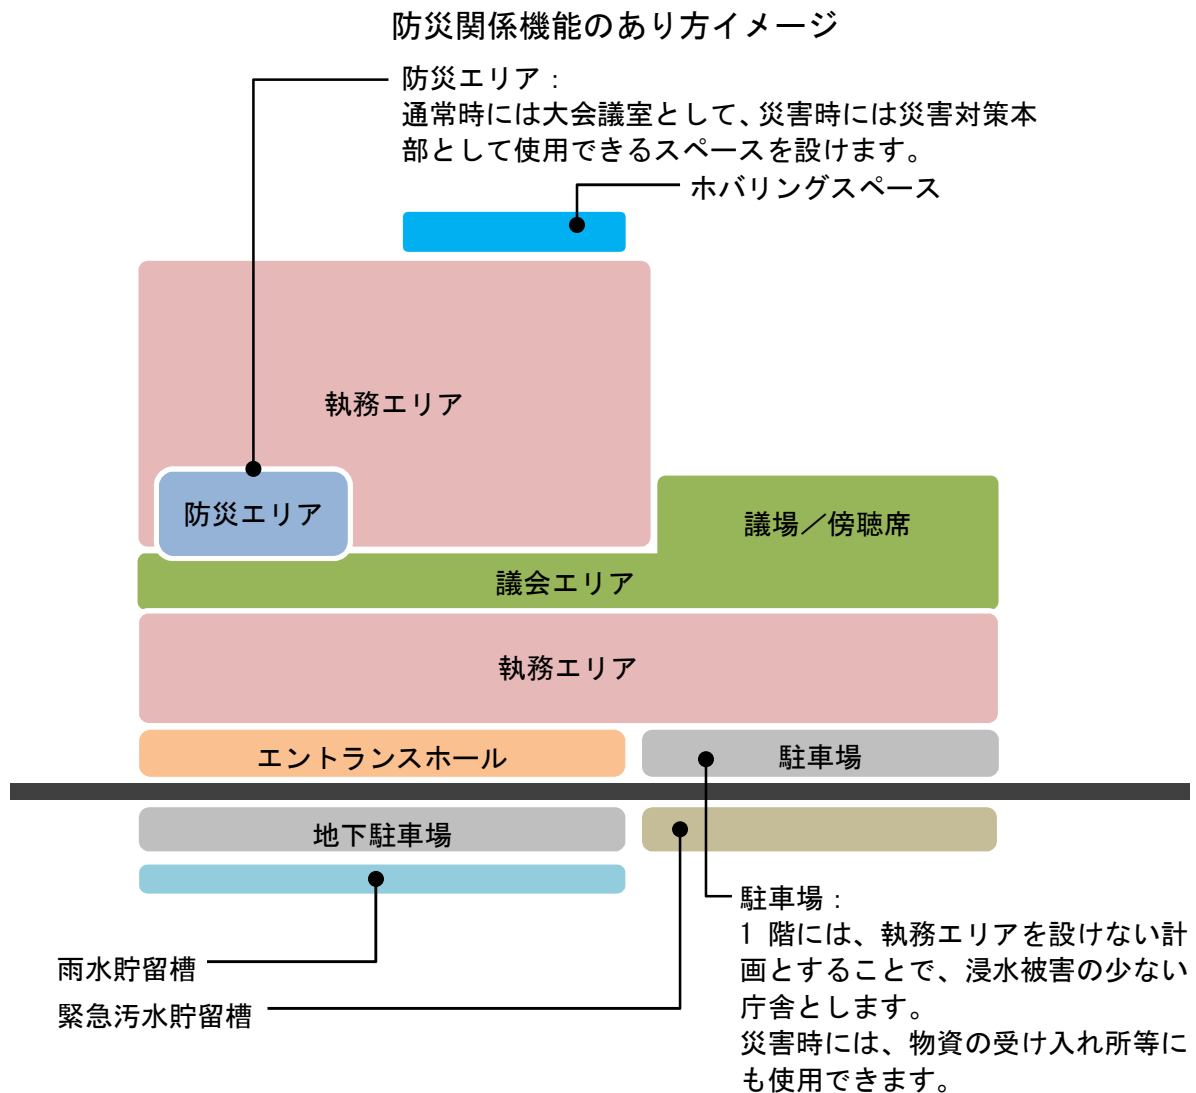 防災関係機能のあり方イメージ
防災エリア：
通常時には大会議室として、災害時には災害対策本
部として使用できるスペースを設けます。
ホバリングスペース
執務エリア
防災エリア
議場／傍聴席
議会エリア
執務エリア
エントランスホール
駐車場
地下駐車場
雨水貯留槽
緊急汚水貯留槽
駐車場：
1 階には、執務エリアを設けない計
画とすることで、浸水被害の少ない
庁舎とします。
災害時には、物資の受け入れ所等に
も使用できます。